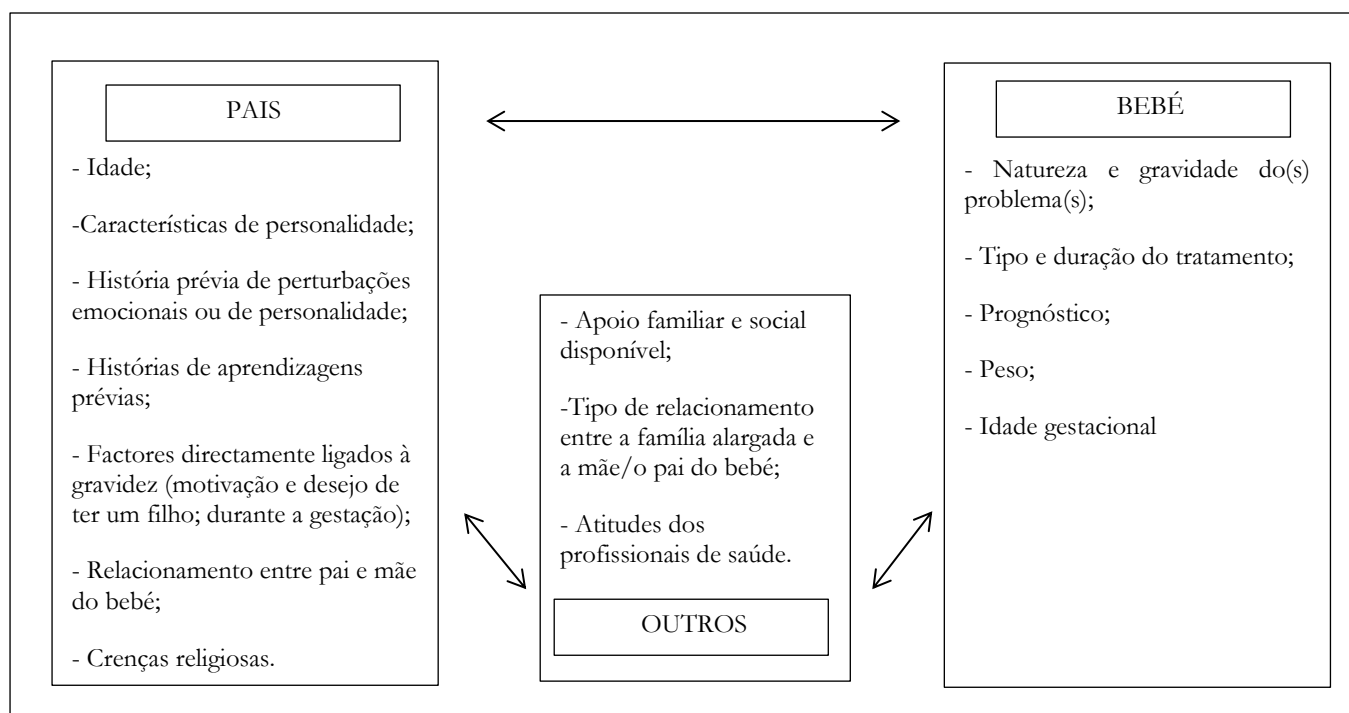 PAIS
- Idade;
-Características de personalidade;
- História prévia de perturbações
emocionais ou de personalidade;
- Histórias de aprendizagens
prévias;
- Factores directamente ligados à
gravidez (motivação e desejo de
ter um filho; durante a gestação);
- Relacionamento entre pai e mãe
do bebé;
- Crenças religiosas.
- Apoio familiar e social
disponível;
-Tipo de relacionamento
entre a família alargada e
a mãe/o pai do bebé;
- Atitudes dos
profissionais de saúde.
OUTROS
BEBÉ
- Natureza e gravidade do(s)
problema(s);
- Tipo e duração do tratamento;
- Prognóstico;
- Peso;
- Idade gestacional